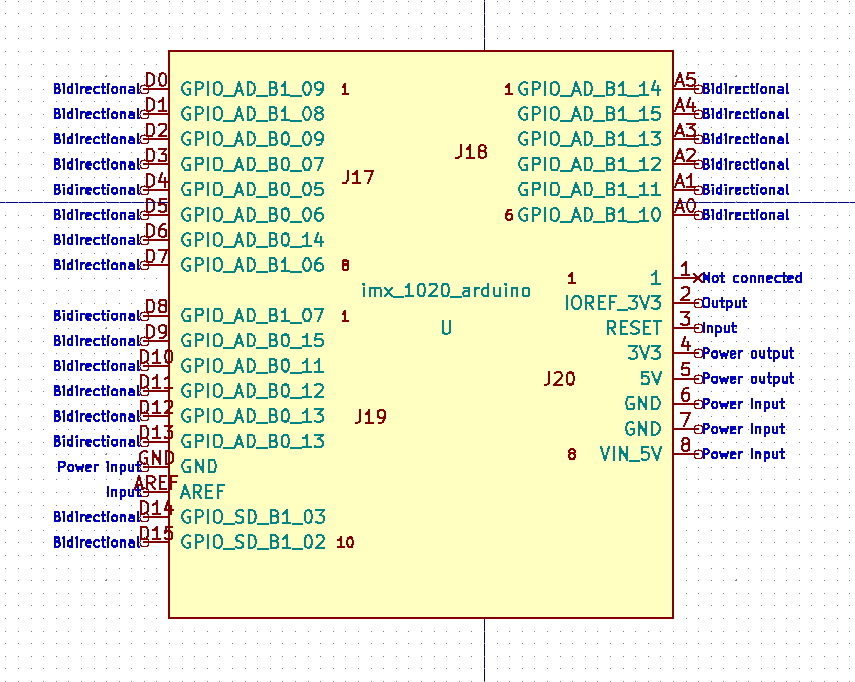 Bidirectional D0 GPIO_AD_B1_09 1
Bidirectional D1 GPIO_AD_B1_08
Bidirectional D2 GPIO_AD_B0_09
Bidirectional D3 GPIO_AD_B0_07
J17
Bidirectional D4 GPIO_AD_B0_05
Bidirectional D5 GPIO_AD_B0_06
Bidirectional D6 GPIO_AD_B0_14
Bidirectional D7 GPIO_AD_B1_06 8
Bidirectional D8 GPIO_AD_B1_07 1
Bidirectional D9 GPIO_AD_B0_15
Bidirectional D10 GPIO_AD_B0_11
Bidirectional D11 GPIO_AD_B0_12
Bidirectional D12 GPIO_AD_B0_13 J19
Bidirectional D13 GPIO_AD_B0_13
Power input GND GND
Input AREF AREF
Bidirectional D14 GPIO_SD_B1_03
Bidirectional D15 GPIO_SD_B1_02 10
imx_1020_arduino
U
1 GPIO_AD_B1_14 A5 Bidirectional
GPIO_AD_B1_15 A4 Bidirectional
GPIO_AD_B1_13 A3 Bidirectional
J18
GPIO_AD_B1_12 A2 Bidirectional
GPIO_AD_B1_11 A1 Bidirectional
6 GPIO_AD_B1_10 A0 Bidirectional
1 1 1 Not connected
IOREF_3V3 2 Output
RESET 3 Input
3V3 4 Power output
J20 5V 5 Power output
GND 6 Power input
GND 7 Power input
8 VIN_5V 8 Power input